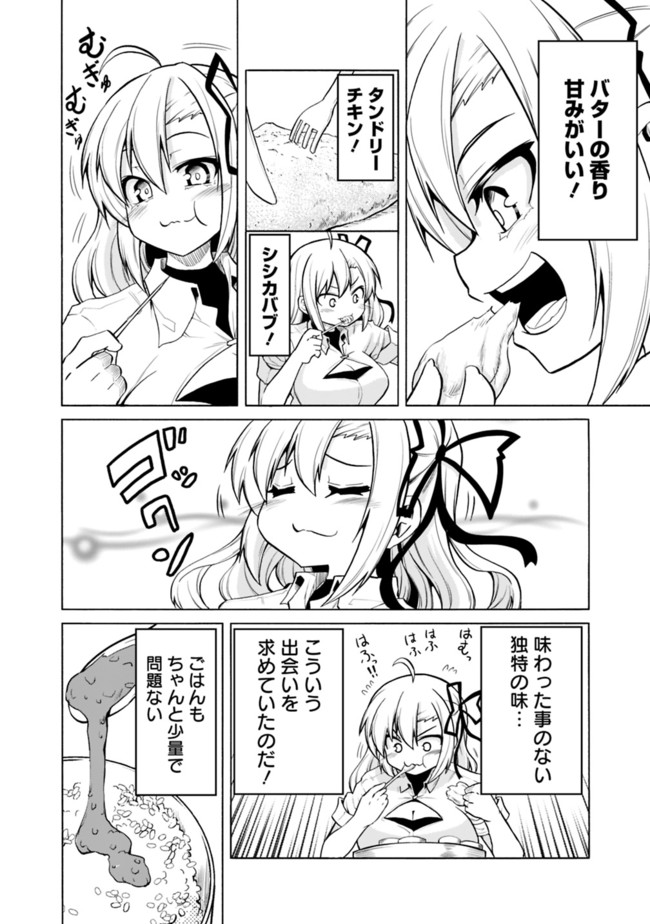 バターの香り
甘みがいい!
タンドリー
チキン!
シシカバブ!
むぎゅ
むぎゅ
ゴクン
味わった事のない
独特の味…
はむっ
はふ
はふ
はふっ!!
こういう
出会いを
求めていたのだ!
ごはんも
ちゃんと少量で
問題ない